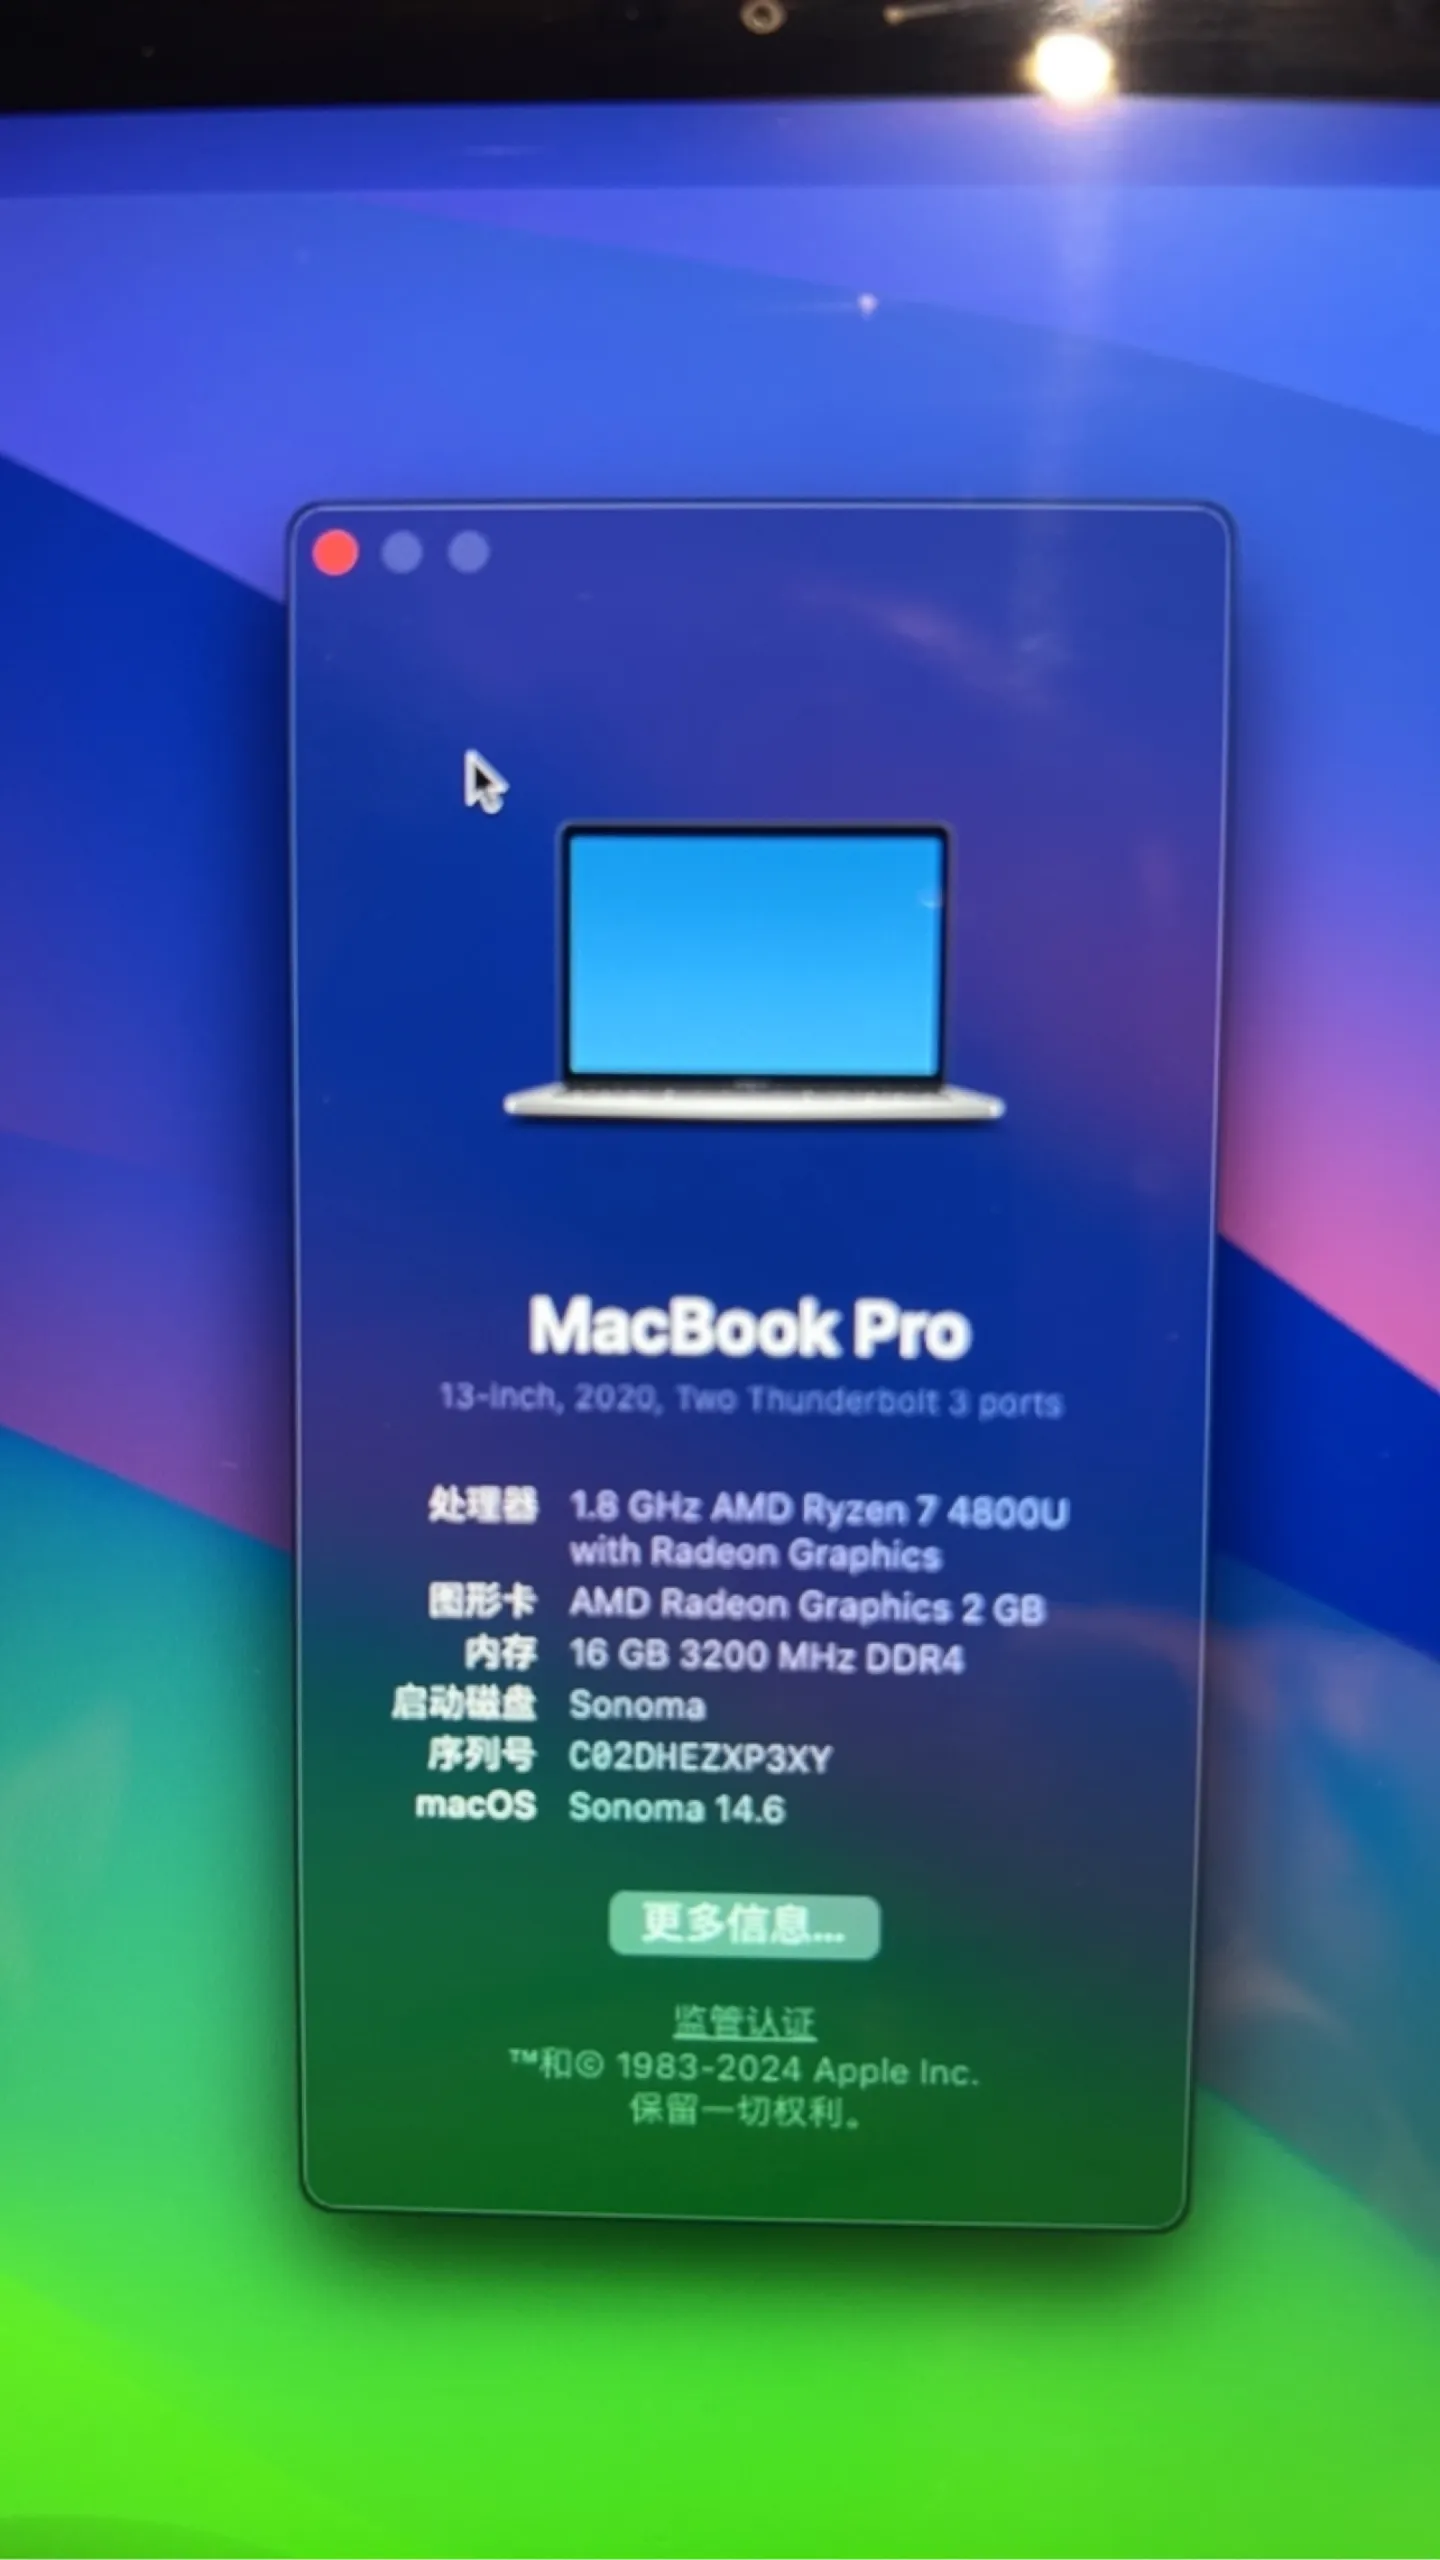 MacBook Pro
13-inch, 2020, Two Thunderbolt 3 ports
处理器 1.8 GHz AMD Ryzen 7 4800U
with Radeon Graphics
图形卡 AMD Radeon Graphics 2 GB
内存 16 GB 3200 MHz DDR4
启动磁盘 Sonoma
序列号 C02DHEZXP3XY
macOS Sonoma 14.6
更多信息...
监管认证
™和© 1983-2024 Apple Inc.
保留一切权利。